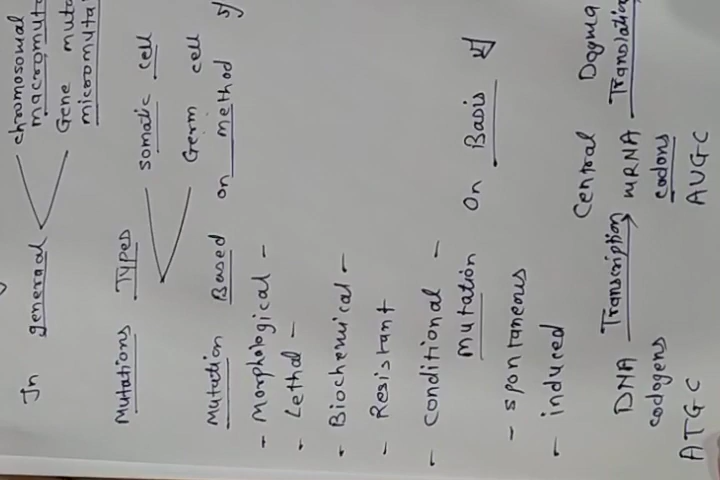 In general chromosomal
macromuta
Gene muta
micromutat
Mutations Types somatic cell
Germ cell
Mutation Based on method of
- Morphological -
- Lethal -
- Biochemical -
- Resistant
- conditional -
Mutation On Basis of
- spontaneous
- induced
Central Dogma
DNA Transcription mRNA Translation
codogens codons
ATGC AUGC